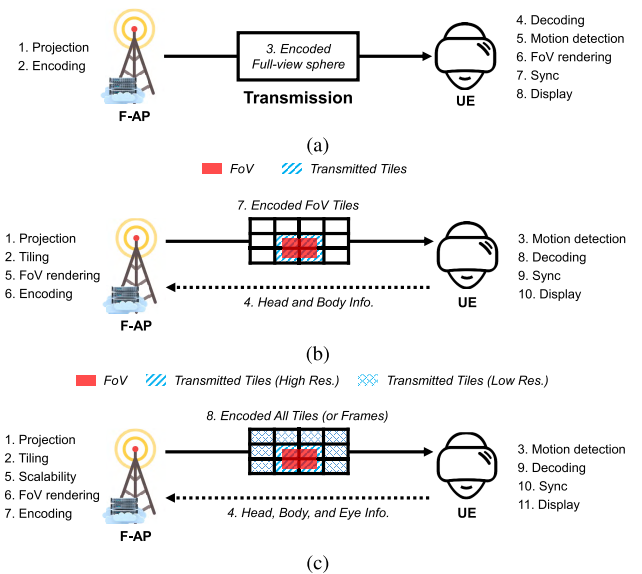 1. Projection
2. Encoding
F-AP
3. Encoded
Full-view sphere
Transmission
UE
4. Decoding
5. Motion detection
6. FoV rendering
7. Sync
8. Display
(a)
FoV
Transmitted Tiles
7. Encoded FoV Tiles
1. Projection
2. Tiling
5. FoV rendering
6. Encoding
F-AP
4. Head and Body Info.
UE
3. Motion detection
8. Decoding
9. Sync
10. Display
(b)
FoV
Transmitted Tiles (High Res.)
Transmitted Tiles (Low Res.)
8. Encoded All Tiles (or Frames)
1. Projection
2. Tiling
5. Scalability
6. FoV rendering
7. Encoding
F-AP
4. Head, Body, and Eye Info.
UE
3. Motion detection
9. Decoding
10. Sync
11. Display
(c)